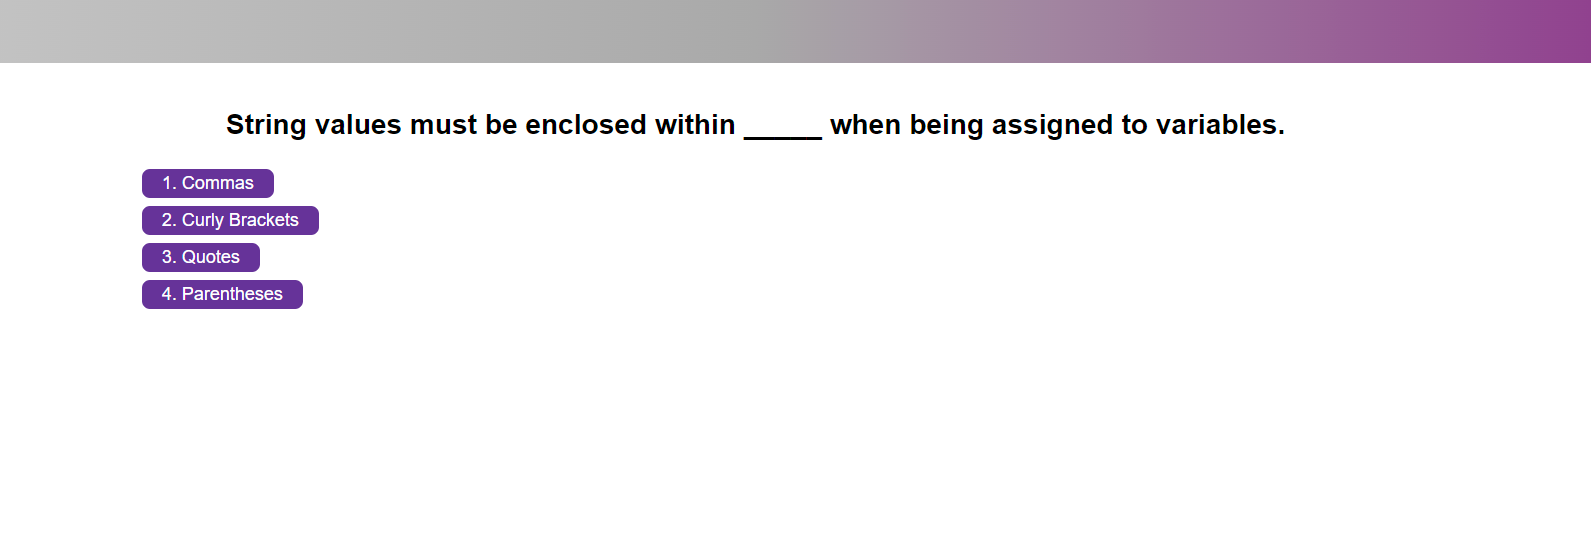 String values must be enclosed within _____ when being assigned to variables.
1. Commas
2. Curly Brackets
3. Quotes
4. Parentheses